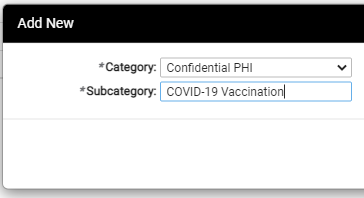 Add New
*Category: Confidential PHI
*Subcategory: COVID-19 Vaccination